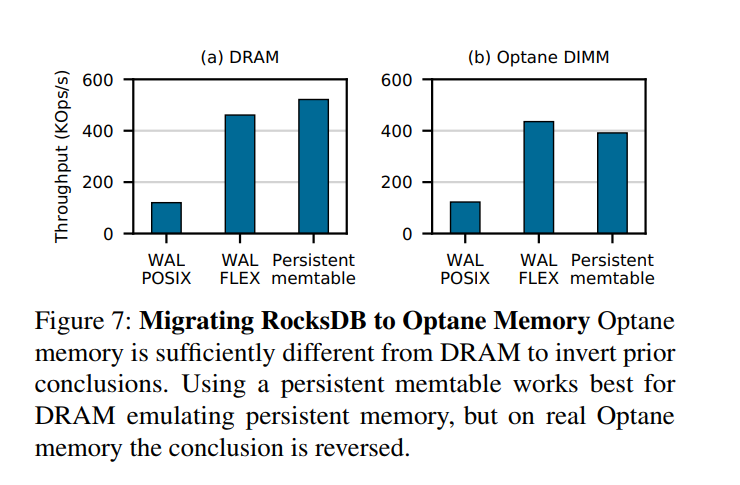 (a) DRAM
(b) Optane DIMM
Throughput (KOps/s)
600
400
200
0
WAL
POSIX
WAL
FLEX
Persistent
memtable
600
400
200
0
WAL
POSIX
WAL
FLEX
Persistent
memtable
Figure 7: Migrating RocksDB to Optane Memory Optane
memory is sufficiently different from DRAM to invert prior
conclusions. Using a persistent memtable works best for
DRAM emulating persistent memory, but on real Optane
memory the conclusion is reversed.